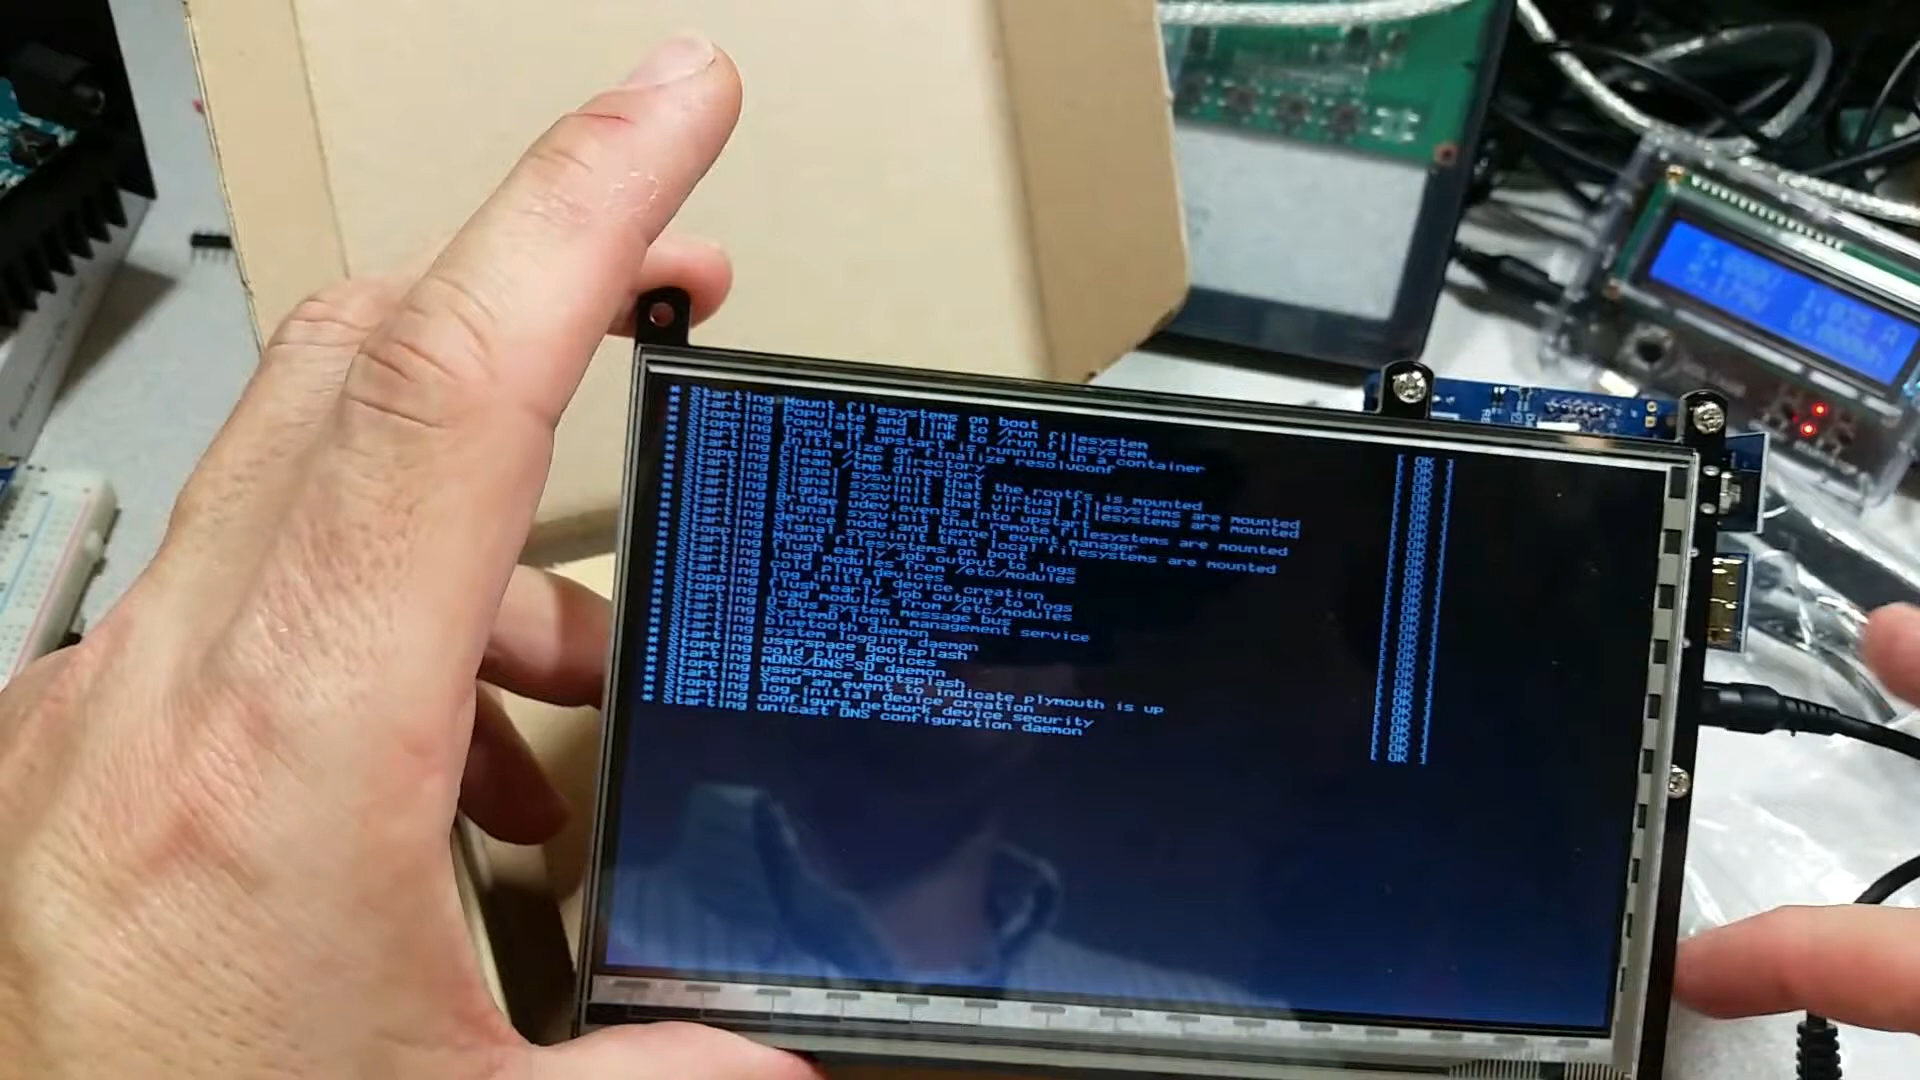 * Starting Mount filesystems on boot
* Starting Populate and link to /run filesystem
* Stopping Populate and link to /run filesystem
* Stopping Track if upstart is running in a container
* Starting Initialize or finalize resolvconf
* Starting Clean /tmp directory
* Stopping Clean /tmp directory
* Starting Signal sysvinit that the rootfs is mounted
* Starting Signal sysvinit that virtual filesystems are mounted
* Starting Signal sysvinit that virtual filesystems are mounted
* Starting Bridge udev events into upstart
* Starting Signal sysvinit that remote filesystems are mounted
* Starting device node and kernel event manager
* Starting Signal sysvinit that local filesystems are mounted
* Stopping Mount filesystems on boot
* Starting flush early job output to logs
* Starting load modules from /etc/modules
* Starting cold plug devices
* Starting log initial device creation
* Stopping flush early job output to logs
* Stopping load modules from /etc/modules
* Starting D-Bus system message bus
* Starting SystemD login management service
* Starting bluetooth daemon
* Starting system logging daemon
* Starting userspace bootsplash
* Stopping cold plug devices
* Starting mDNS/DNS-SD daemon
* Stopping userspace bootsplash
* Starting Send an event to indicate plymouth is up
* Stopping log initial device creation
* Starting configure network device security
* Starting unicast DNS configuration daemon
[ OK ]